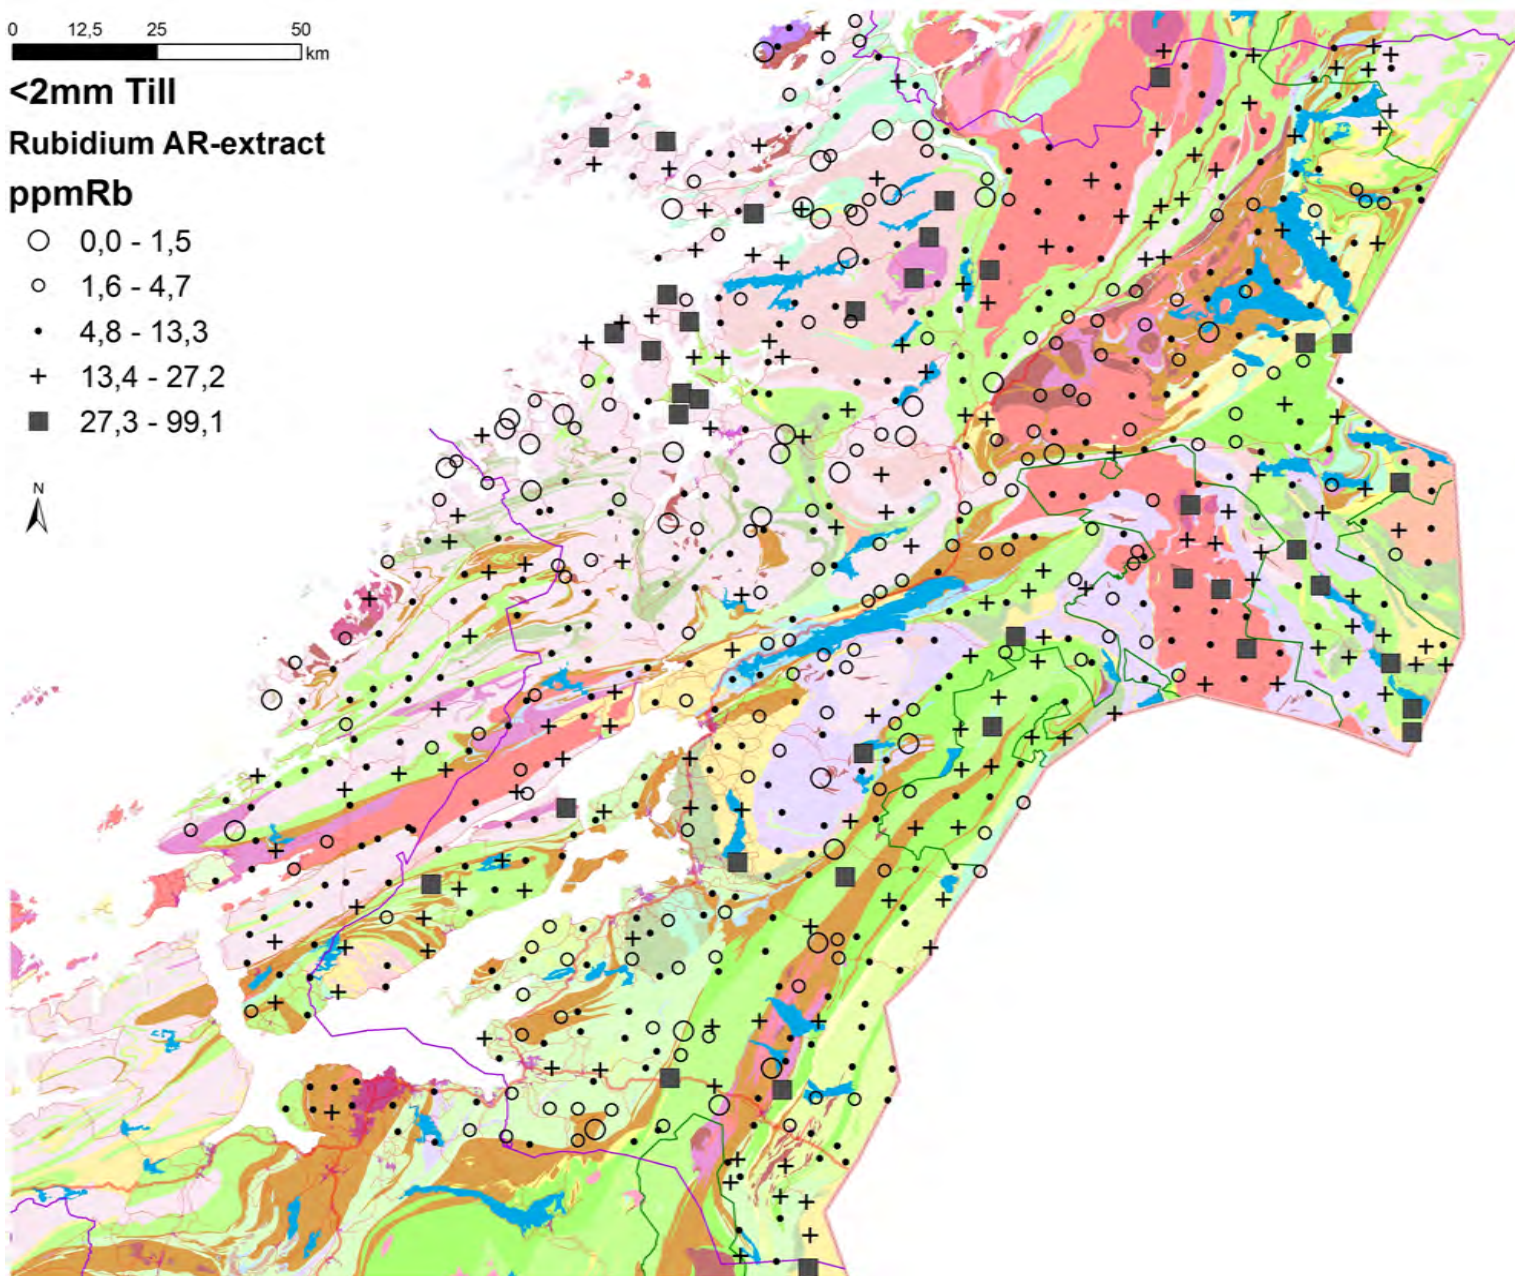 0 12,5 25 50
km
<2mm Till
Rubidium AR-extract
ppmRb
0,0 - 1,5
1,6 - 4,7
4,8 - 13,3
13,4 - 27,2
27,3 - 99,1
N